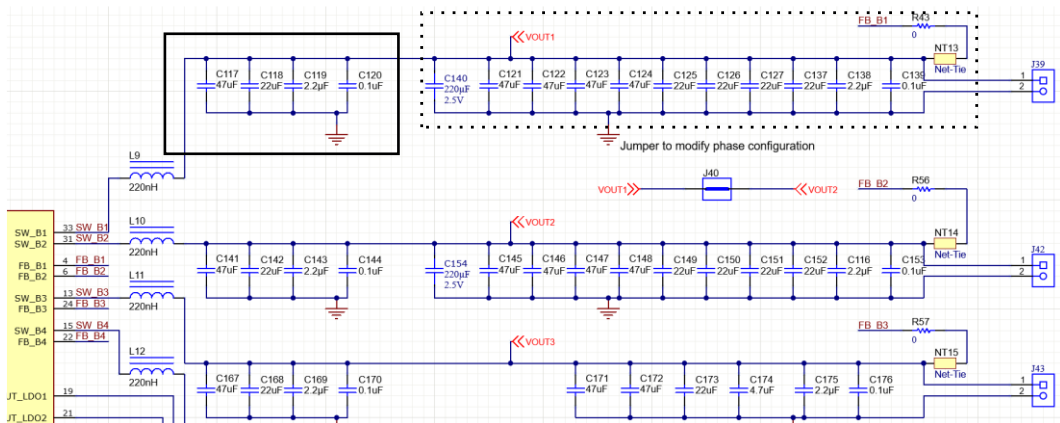 FB_B1 R43
0
VOUT1
NT13
Net-Tie
J39
1
2
C117
47uF
C118
22uF
C119
2.2µF
C120
0.1uF
C140
220µF
2.5V
C121
47uF
C122
47uF
C123
47uF
C124
47uF
C125
22uF
C126
22uF
C127
22uF
C137
22uF
C138
2.2uF
C139
0.1uF
Jumper to modify phase configuration
L9
220nH
VOUT1 J40 VOUT2
FB_B2 R56
0
VOUT2
L10
220nH
NT14
Net-Tie
J42
1
2
C141
47uF
C142
22uF
C143
2.2µF
C144
0.1uF
C154
220µF
2.5V
C145
47uF
C146
47uF
C147
47uF
C148
47uF
C149
22uF
C150
22uF
C151
22uF
C152
22uF
C116
2.2µF
C153
0.1uF
SW_B1 33 SW_B1
SW_B2 31 SW_B2
FB_B1 4 FB_B1
FB_B2 6 FB_B2
SW_B3 13 SW_B3
FB_B3 24 FB_B3
SW_B4 15 SW_B4
FB_B4 22 FB_B4
L11
220nH
L12
220nH
FB_B3 R57
0
VOUT3
NT15
Net-Tie
J43
1
2
C167
47uF
C168
22uF
C169
2.2µF
C170
0.1uF
C171
47uF
C172
47uF
C173
22uF
C174
4.7uF
C175
2.2uF
C176
0.1uF
UT_LDO1 19
UT_LDO2 21